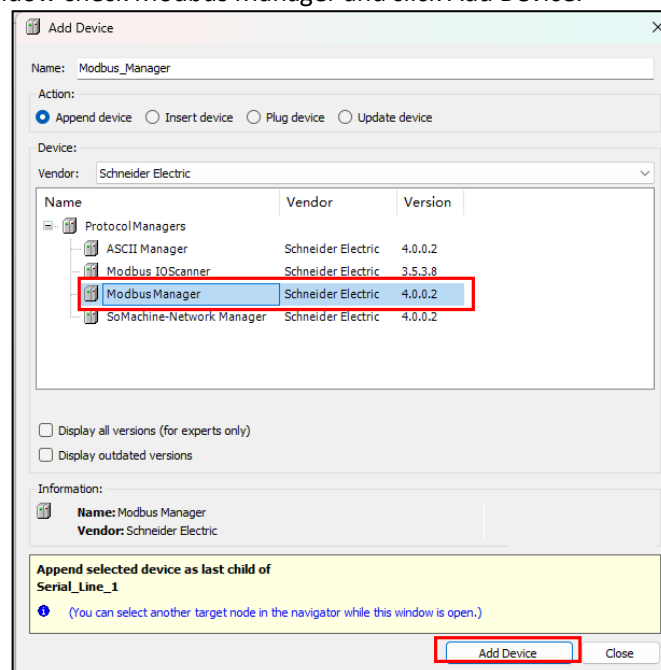 Add Device
Name: Modbus_Manager
Action:
Append device Insert device Plug device Update device
Device:
Vendor: Schneider Electric
Name Vendor Version
ProtocolManagers
ASCII Manager Schneider Electric 4.0.0.2
Modbus IOScanner Schneider Electric 3.5.3.8
Modbus Manager Schneider Electric 4.0.0.2
SoMachine-Network Manager Schneider Electric 4.0.0.2
Display all versions (for experts only)
Display outdated versions
Information:
Name: Modbus Manager
Vendor: Schneider Electric
Append selected device as last child of
Serial_Line_1
(You can select another target node in the navigator while this window is open.)
Add Device Close